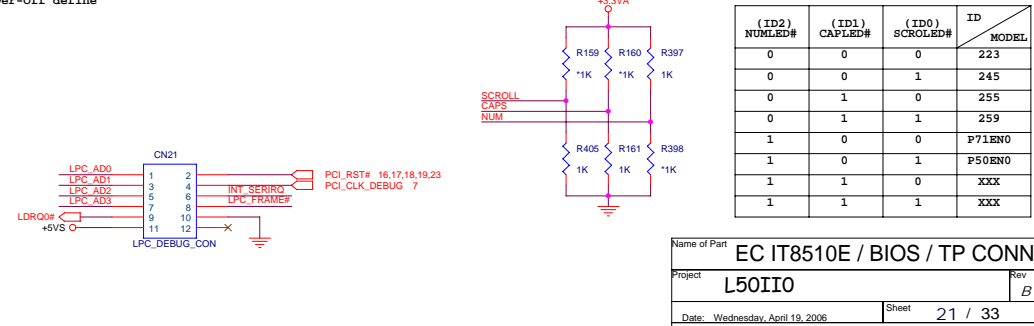 er-off define
+3.3VA
R159 R160 R397
*1K *1K 1K
SCROLL
CAPS
NUM
R405 R161 R398
1K 1K *1K
(ID2) NUMLED# (ID1) CAPLED# (ID0) SCROLED# ID MODEL
0 0 0 223
0 0 1 245
0 1 0 255
0 1 1 259
1 0 0 P71EN0
1 0 1 P50EN0
1 1 0 XXX
1 1 1 XXX
CN21
LPC_AD0 1 2 PCI_RST# 16,17,18,19,23
LPC_AD1 3 4 PCI_CLK_DEBUG 7
LPC_AD2 5 6 INT_SERIRQ
LPC_AD3 7 8 LPC_FRAME#
LDRQ0# 9 10
+5VS 11 12
LPC_DEBUG_CON
Name of Part EC IT8510E / BIOS / TP CONN
Project L50II0 Rev B
Date: Wednesday, April 19, 2006 Sheet 21 / 33